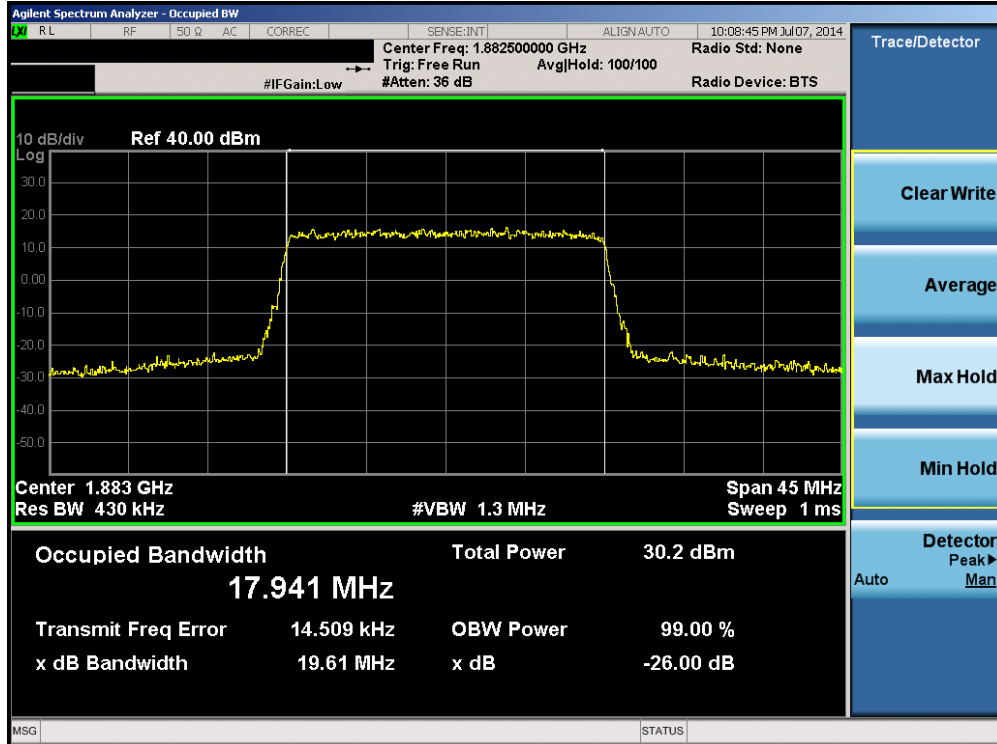 Agilent Spectrum Analyzer - Occupied BW
LXI RL RF 50 Ω AC CORREC SENSE:INT ALIGN AUTO 10:08:45 PM Jul 07, 2014
Center Freq: 1.882500000 GHz Radio Std: None
Trig: Free Run Avg|Hold: 100/100
#IFGain:Low #Atten: 36 dB Radio Device: BTS
10 dB/div Ref 40.00 dBm
Log
30.0
20.0
10.0
0.00
-10.0
-20.0
-30.0
-40.0
-50.0
Center 1.883 GHz Span 45 MHz
Res BW 430 kHz #VBW 1.3 MHz Sweep 1 ms
Occupied Bandwidth Total Power 30.2 dBm
17.941 MHz
Transmit Freq Error 14.509 kHz OBW Power 99.00 %
x dB Bandwidth 19.61 MHz x dB -26.00 dB
Trace/Detector
Clear Write
Average
Max Hold
Min Hold
Detector
Peak▶
Auto Man
MSG STATUS